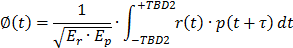 Ø(t) = 1/√(E_r · E_p) · ∫_{-TBD2}^{+TBD2} r(t) · p(t + τ) dt